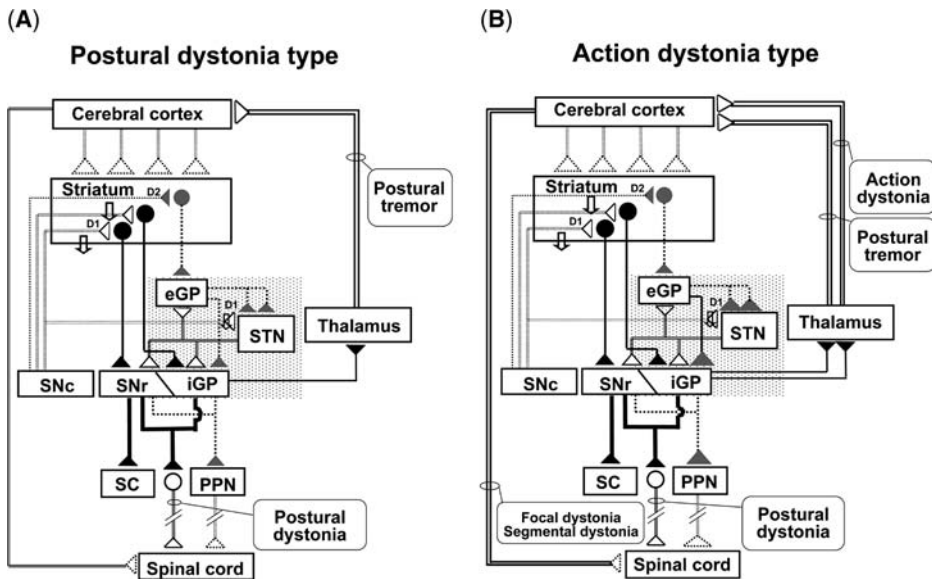 (A)
Postural dystonia type
Cerebral cortex
Striatum
D2
D1
Postural
tremor
eGP
D1
STN
Thalamus
SNc
SNr
iGP
SC
PPN
Postural
dystonia
Spinal cord
(B)
Action dystonia type
Cerebral cortex
Striatum
D2
D1
Action
dystonia
Postural
tremor
eGP
D1
STN
Thalamus
SNc
SNr
iGP
SC
PPN
Focal dystonia
Segmental dystonia
Postural
dystonia
Spinal cord